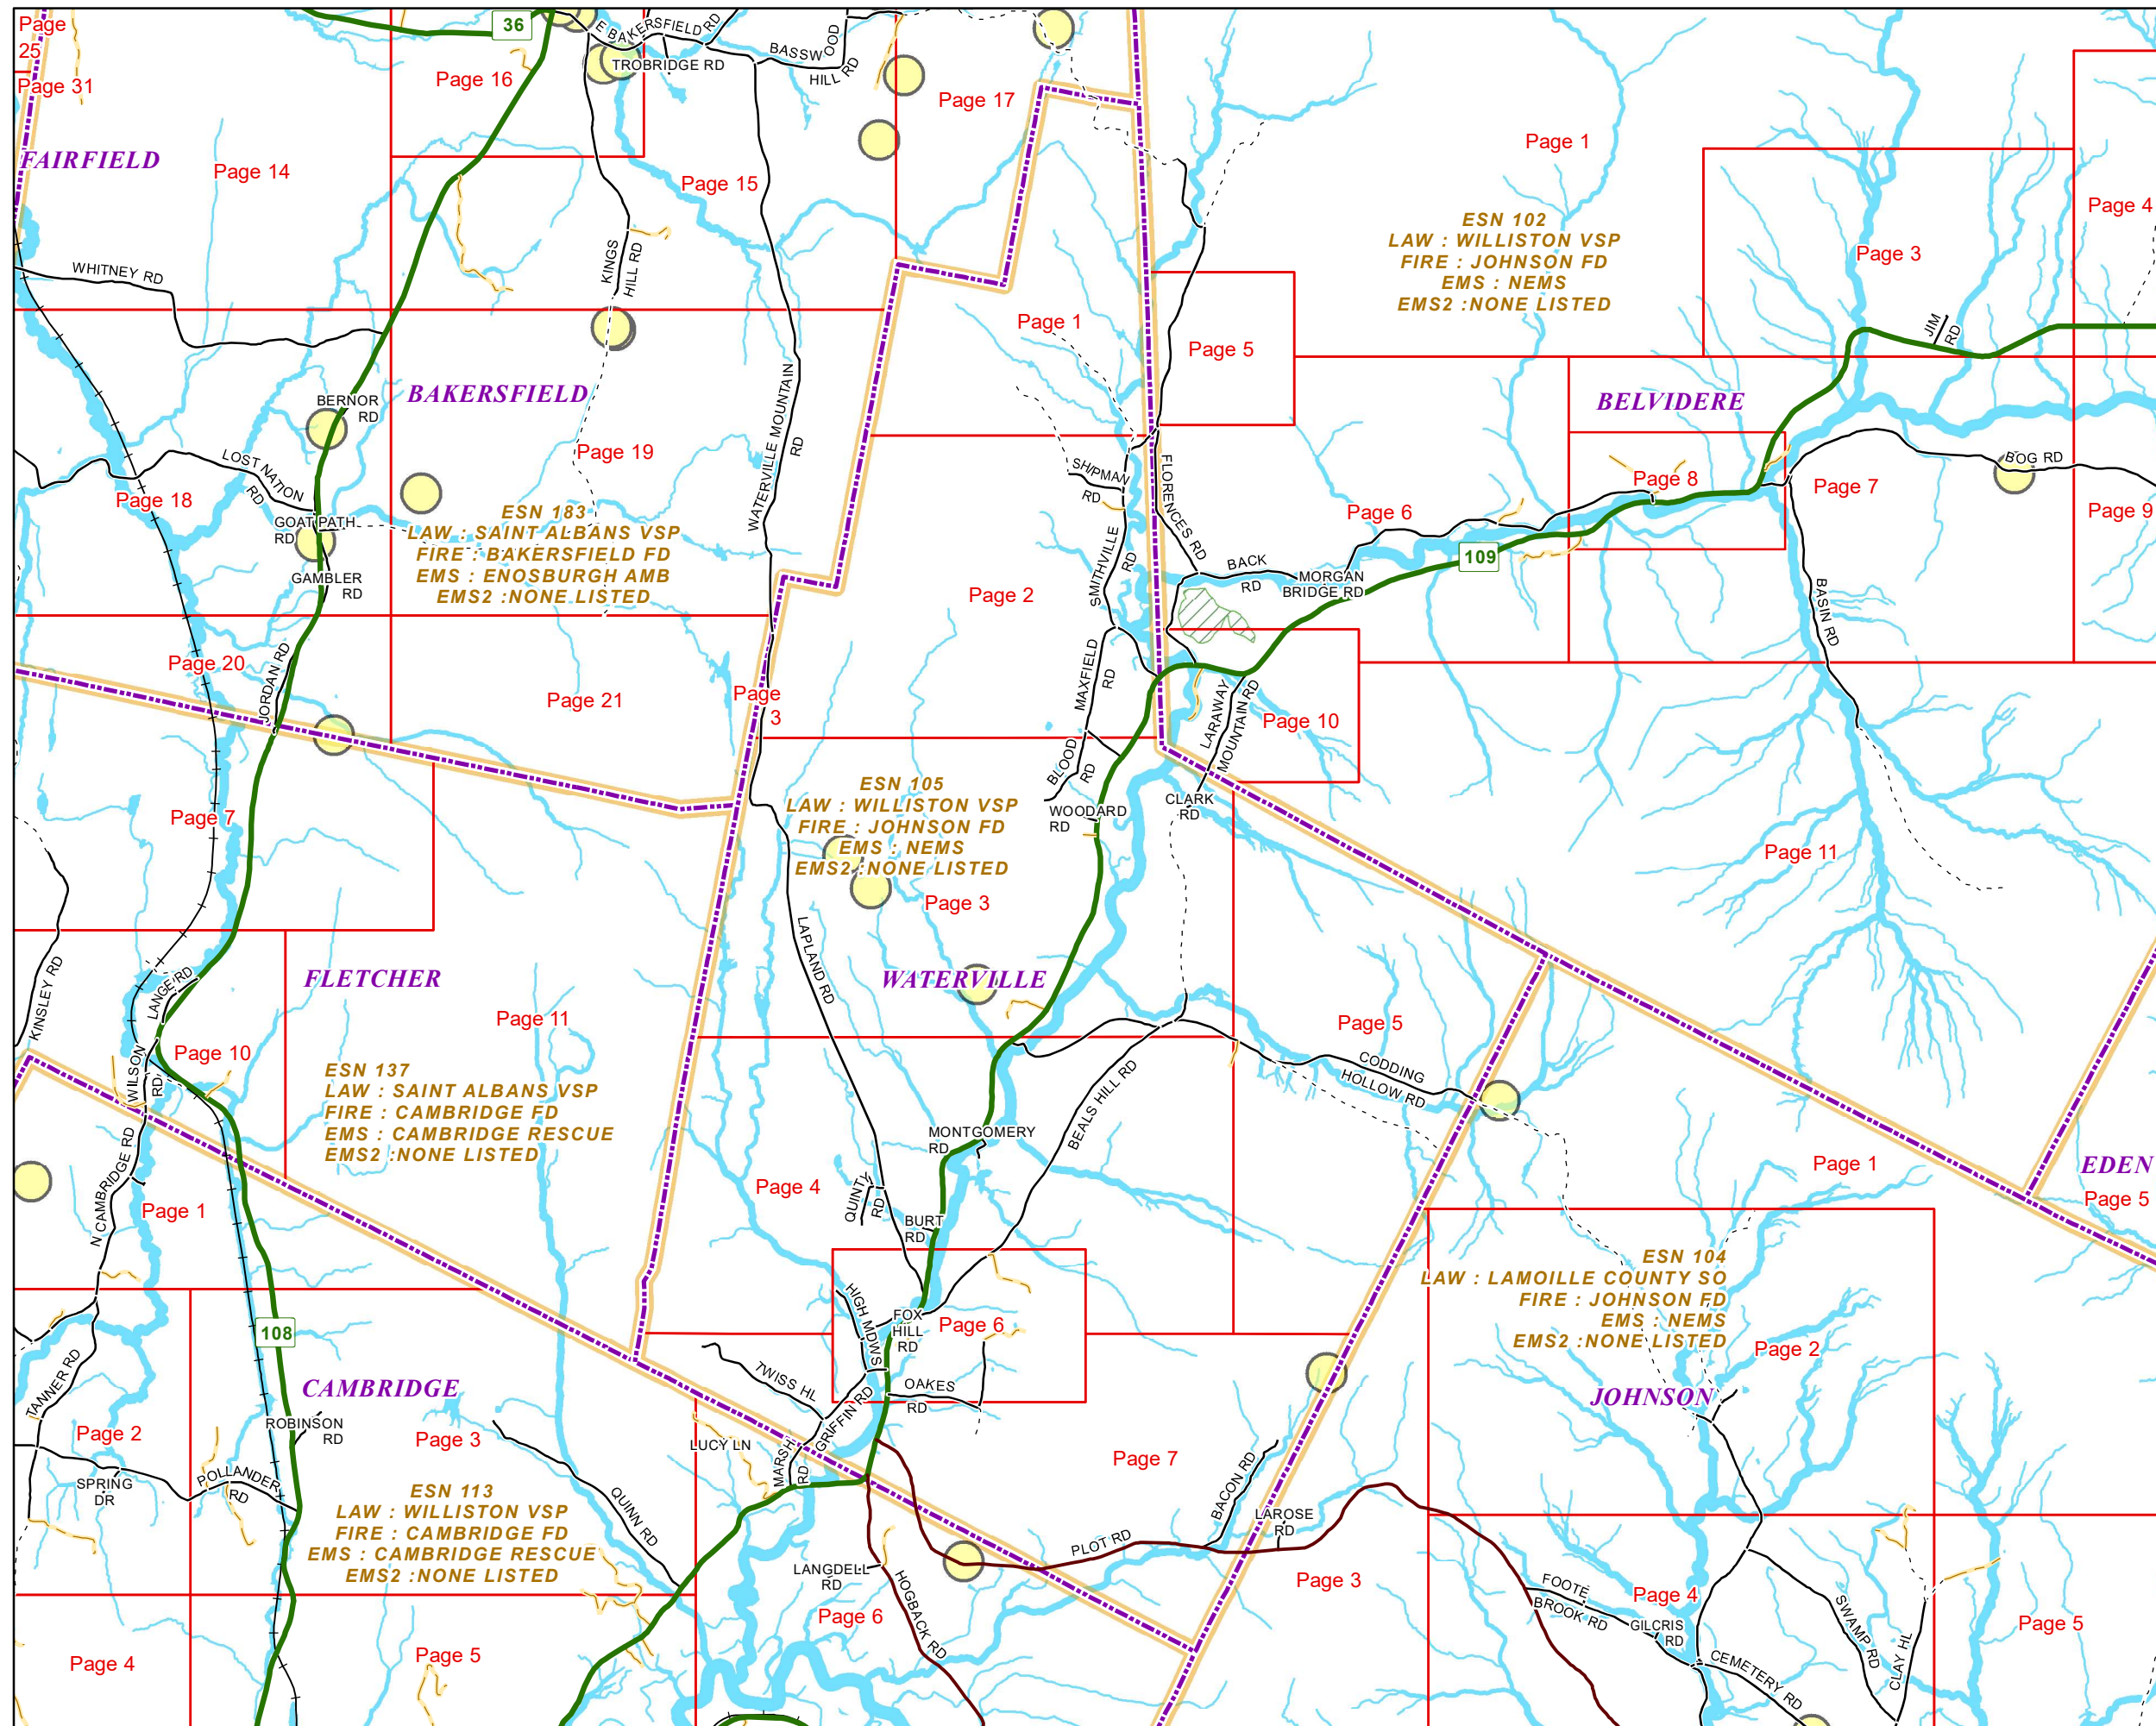 Page
25
36
E BAKERSFIELD RD
BASSWOOD
HILL RD
TROBRIDGE RD
Page 31
Page 16
Page 17
Page 1
FAIRFIELD
Page 14
Page 15
Page 4
ESN 102
LAW : WILLISTON VSP
FIRE : JOHNSON FD
EMS : NEMS
EMS2 :NONE LISTED
Page 3
WHITNEY RD
KINGS
HILL RD
Page 1
Page 5
JIM
RD
BAKERSFIELD
BELVIDERE
BERNOR
RD
Page 19
WATERVILLE MOUNTAIN
RD
LOST NATION
RD
Page 18
SHIPMAN
RD
FLORENCES RD
Page 6
Page 8
Page 7
BOG RD
Page 9
GOAT PATH
RD
ESN 183
LAW : SAINT ALBANS VSP
FIRE : BAKERSFIELD FD
EMS : ENOSBURGH AMB
EMS2 :NONE LISTED
GAMBLER
RD
SMITHVILLE
RD
BACK
RD
MORGAN
BRIDGE RD
109
Page 2
BASIN RD
Page 20
JORDAN RD
Page 21
Page
3
MAXFIELD
RD
LARAWAY
MOUNTAIN RD
Page 10
BLOOD
RD
Page 7
ESN 105
LAW : WILLISTON VSP
FIRE : JOHNSON FD
EMS : NEMS
EMS2 :NONE LISTED
WOODARD
RD
CLARK
RD
Page 11
Page 3
LAPLAND RD
KINSLEY RD
LANGE RD
FLETCHER
WATERVILLE
Page 11
Page 5
Page 10
WILSON
RD
ESN 137
LAW : SAINT ALBANS VSP
FIRE : CAMBRIDGE FD
EMS : CAMBRIDGE RESCUE
EMS2 :NONE LISTED
CODDING
HOLLOW RD
BEALS HILL RD
MONTGOMERY
RD
N CAMBRIDGE RD
Page 1
Page 4
QUINTY
RD
BURT
RD
Page 1
EDEN
Page 5
ESN 104
LAW : LAMOILLE COUNTY SO
FIRE : JOHNSON FD
EMS : NEMS
EMS2 :NONE LISTED
108
HIGH MDWS
FOX
HILL
RD
Page 6
Page 2
TANNER RD
CAMBRIDGE
TWISS HL
OAKES
RD
JOHNSON
Page 2
ROBINSON
RD
Page 3
LUCY LN
MARSH
RD
GRIFFIN RD
Page 7
BACON RD
SPRING
DR
POLLANDER
RD
ESN 113
LAW : WILLISTON VSP
FIRE : CAMBRIDGE FD
EMS : CAMBRIDGE RESCUE
EMS2 :NONE LISTED
QUINN RD
LAROSE
RD
PLOT RD
LANGDELL
RD
HOGBACK RD
Page 6
Page 3
FOOTE
BROOK RD
Page 4
GILCRIS
RD
SWAMP RD
CLAY HL
Page 5
Page 4
Page 5
CEMETERY RD